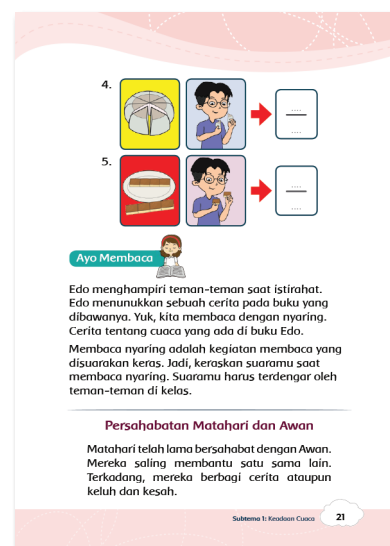 4.
....
....
5.
....
....
Ayo Membaca
Edo menghampiri teman-teman saat istirahat.
Edo menunukkan sebuah cerita pada buku yang
dibawanya. Yuk, kita membaca dengan nyaring.
Cerita tentang cuaca yang ada di buku Edo.
Membaca nyaring adalah kegiatan membaca yang
disuarakan keras. Jadi, keraskan suaramu saat
membaca nyaring. Suaramu harus terdengar oleh
teman-teman di kelas.
Persahabatan Matahari dan Awan
Matahari telah lama bersahabat dengan Awan.
Mereka saling membantu satu sama lain.
Terkadang, mereka berbagi cerita ataupun
keluh dan kesah.
Subtema 1: Keadaan Cuaca 21